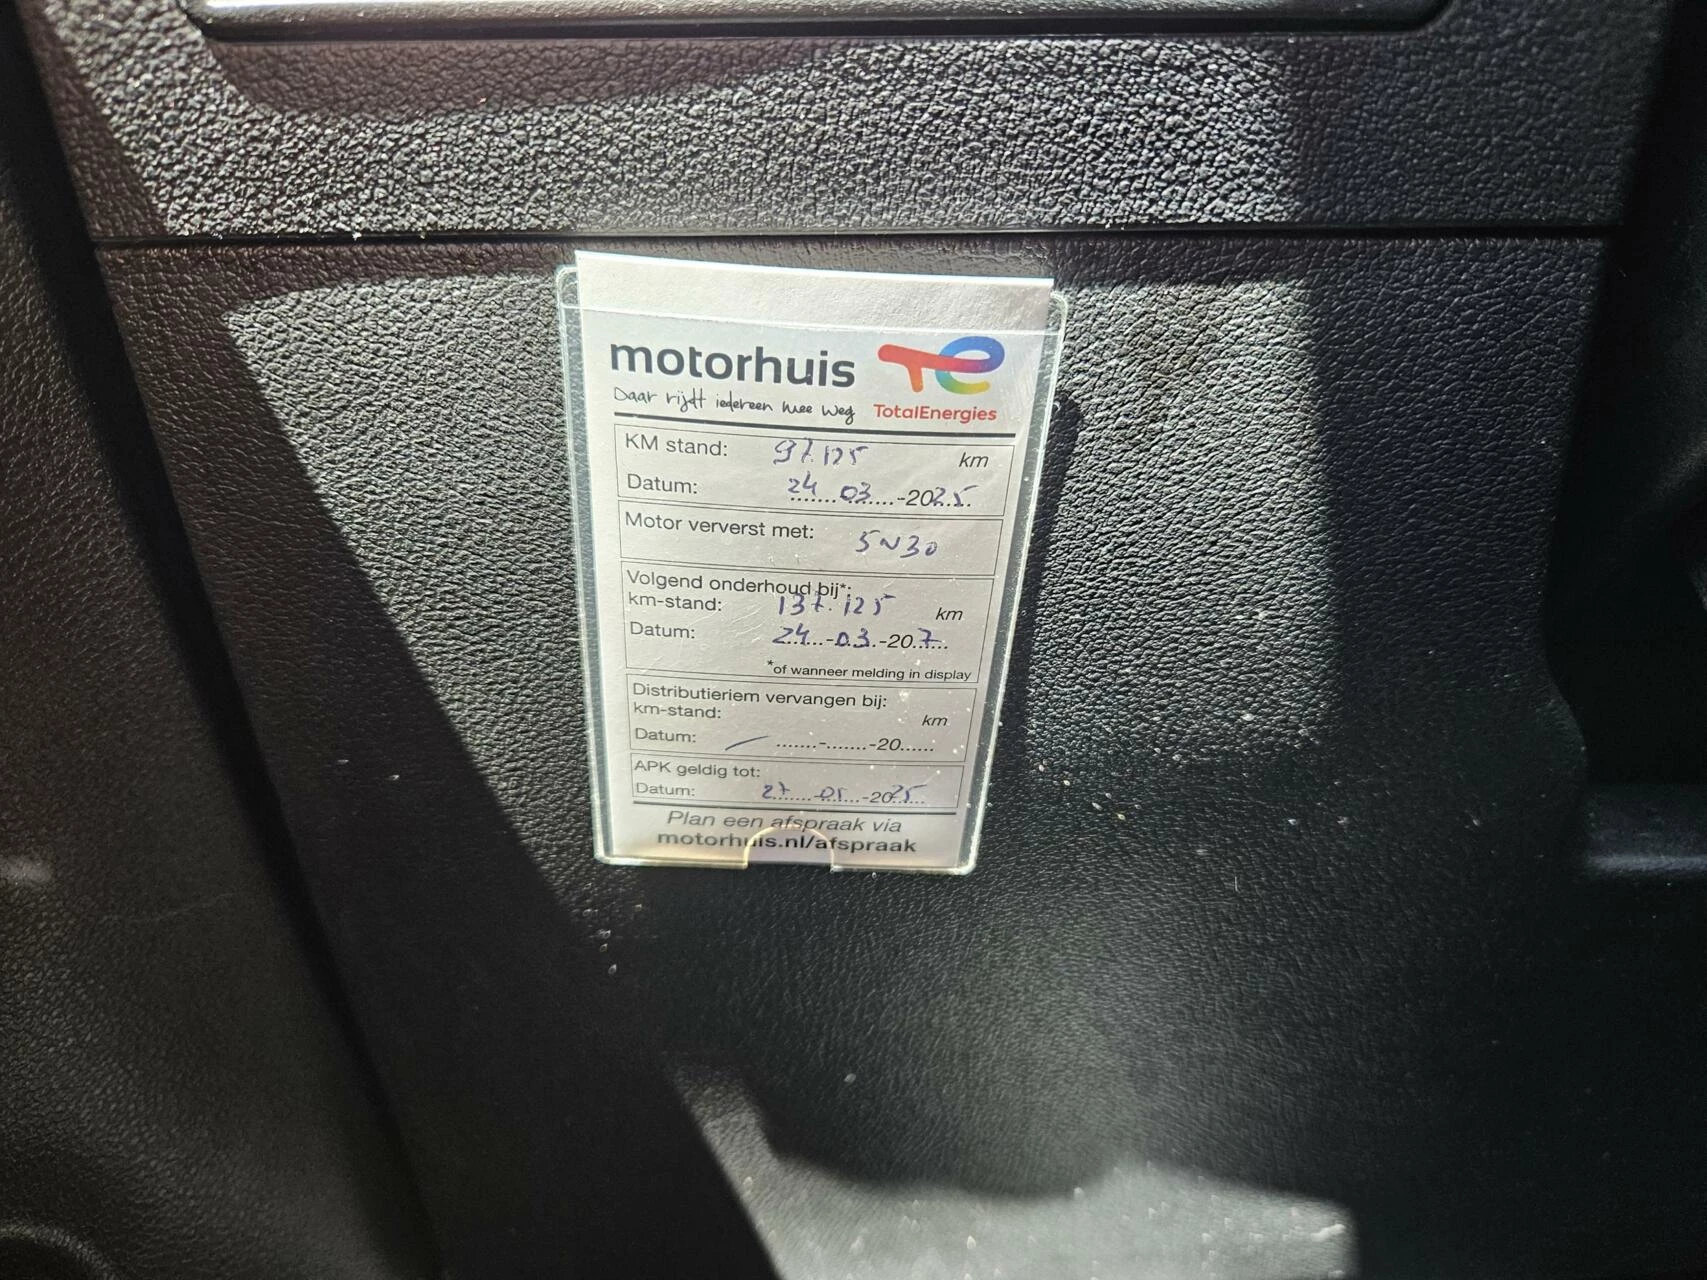 motorhuis
Daar rijdt iedereen mee weg
TotalEnergies
KM stand: 97.125 km
Datum: 24...03...-2025.
Motor ververst met: 5W30
Volgend onderhoud bij*:
km-stand: 137.125 km
Datum: 24...-03.-20.7...
*of wanneer melding in display
Distributieriem vervangen bij:
km-stand: km
Datum: .......-.......-20......
APK geldig tot:
Datum: 27......-05...-2025...
Plan een afspraak via
motorhuis.nl/afspraak